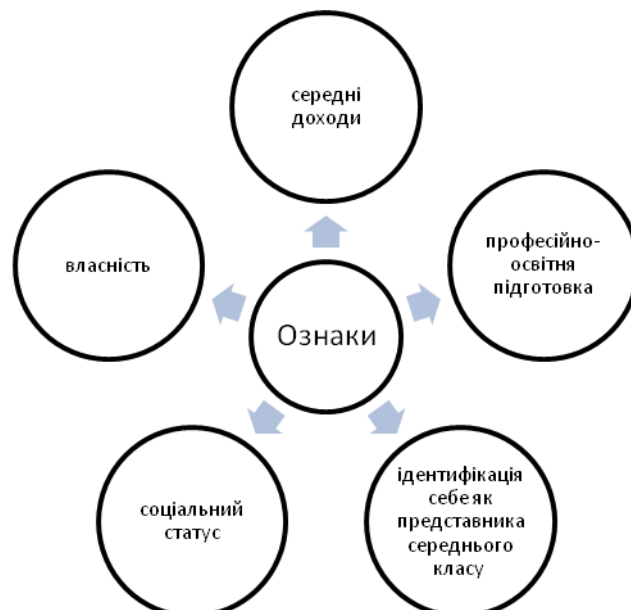 середні
доходи
власність
професійно-
освітня
підготовка
Ознаки
соціальний
статус
ідентифікація
себе як
представника
середнього
класу